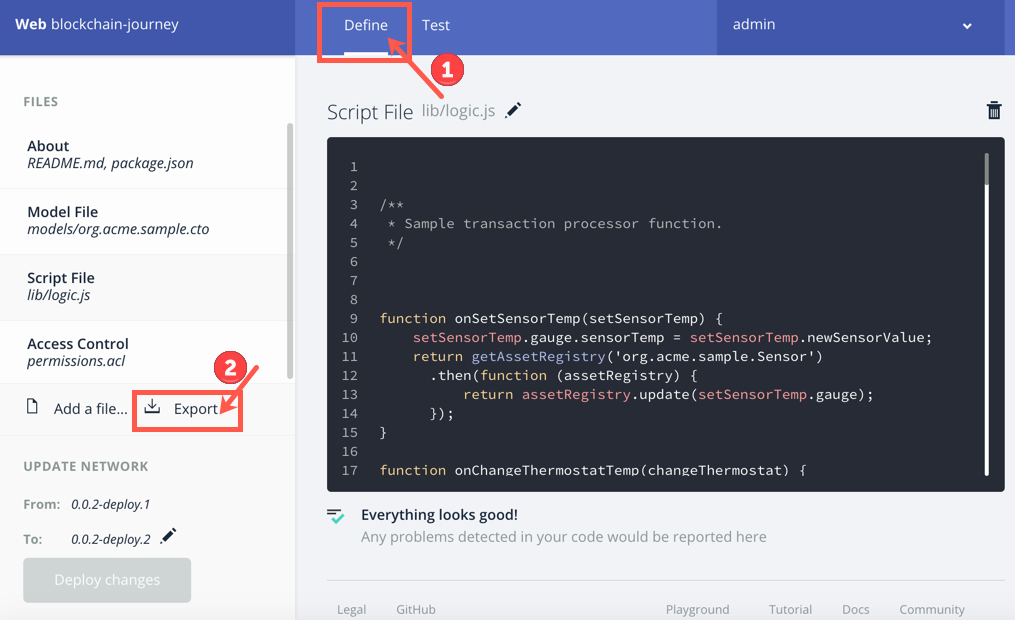 Web blockchain-journey
Define
Test
admin
1
FILES
About
README.md, package.json
Model File
models/org.acme.sample.cto
Script File
lib/logic.js
Access Control
permissions.acl
2
Add a file...
Export
UPDATE NETWORK
From: 0.0.2-deploy.1
To: 0.0.2-deploy.2
Deploy changes
Script File lib/logic.js
1
2
3 /**
4  * Sample transaction processor function.
5  */
6
7
8
9 function onSetSensorTemp(setSensorTemp) {
10     setSensorTemp.gauge.sensorTemp = setSensorTemp.newSensorValue;
11     return getAssetRegistry('org.acme.sample.Sensor')
12       .then(function (assetRegistry) {
13           return assetRegistry.update(setSensorTemp.gauge);
14       });
15 }
16
17 function onChangeThermostatTemp(changeThermostat) {
Everything looks good!
Any problems detected in your code would be reported here
Legal GitHub Playground Tutorial Docs Community